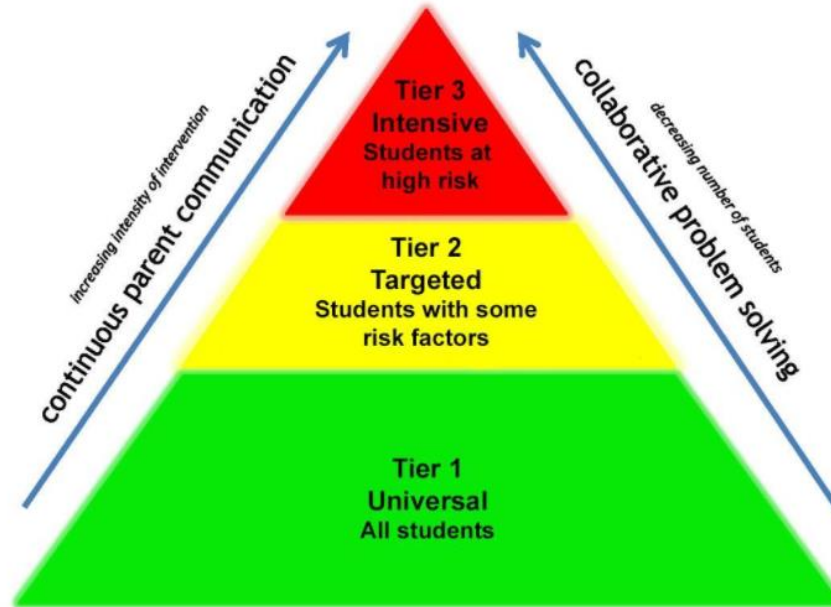 continuous parent communication
increasing intensity of intervention
collaborative problem solving
decreasing number of students
Tier 3
Intensive
Students at
high risk
Tier 2
Targeted
Students with some
risk factors
Tier 1
Universal
All students